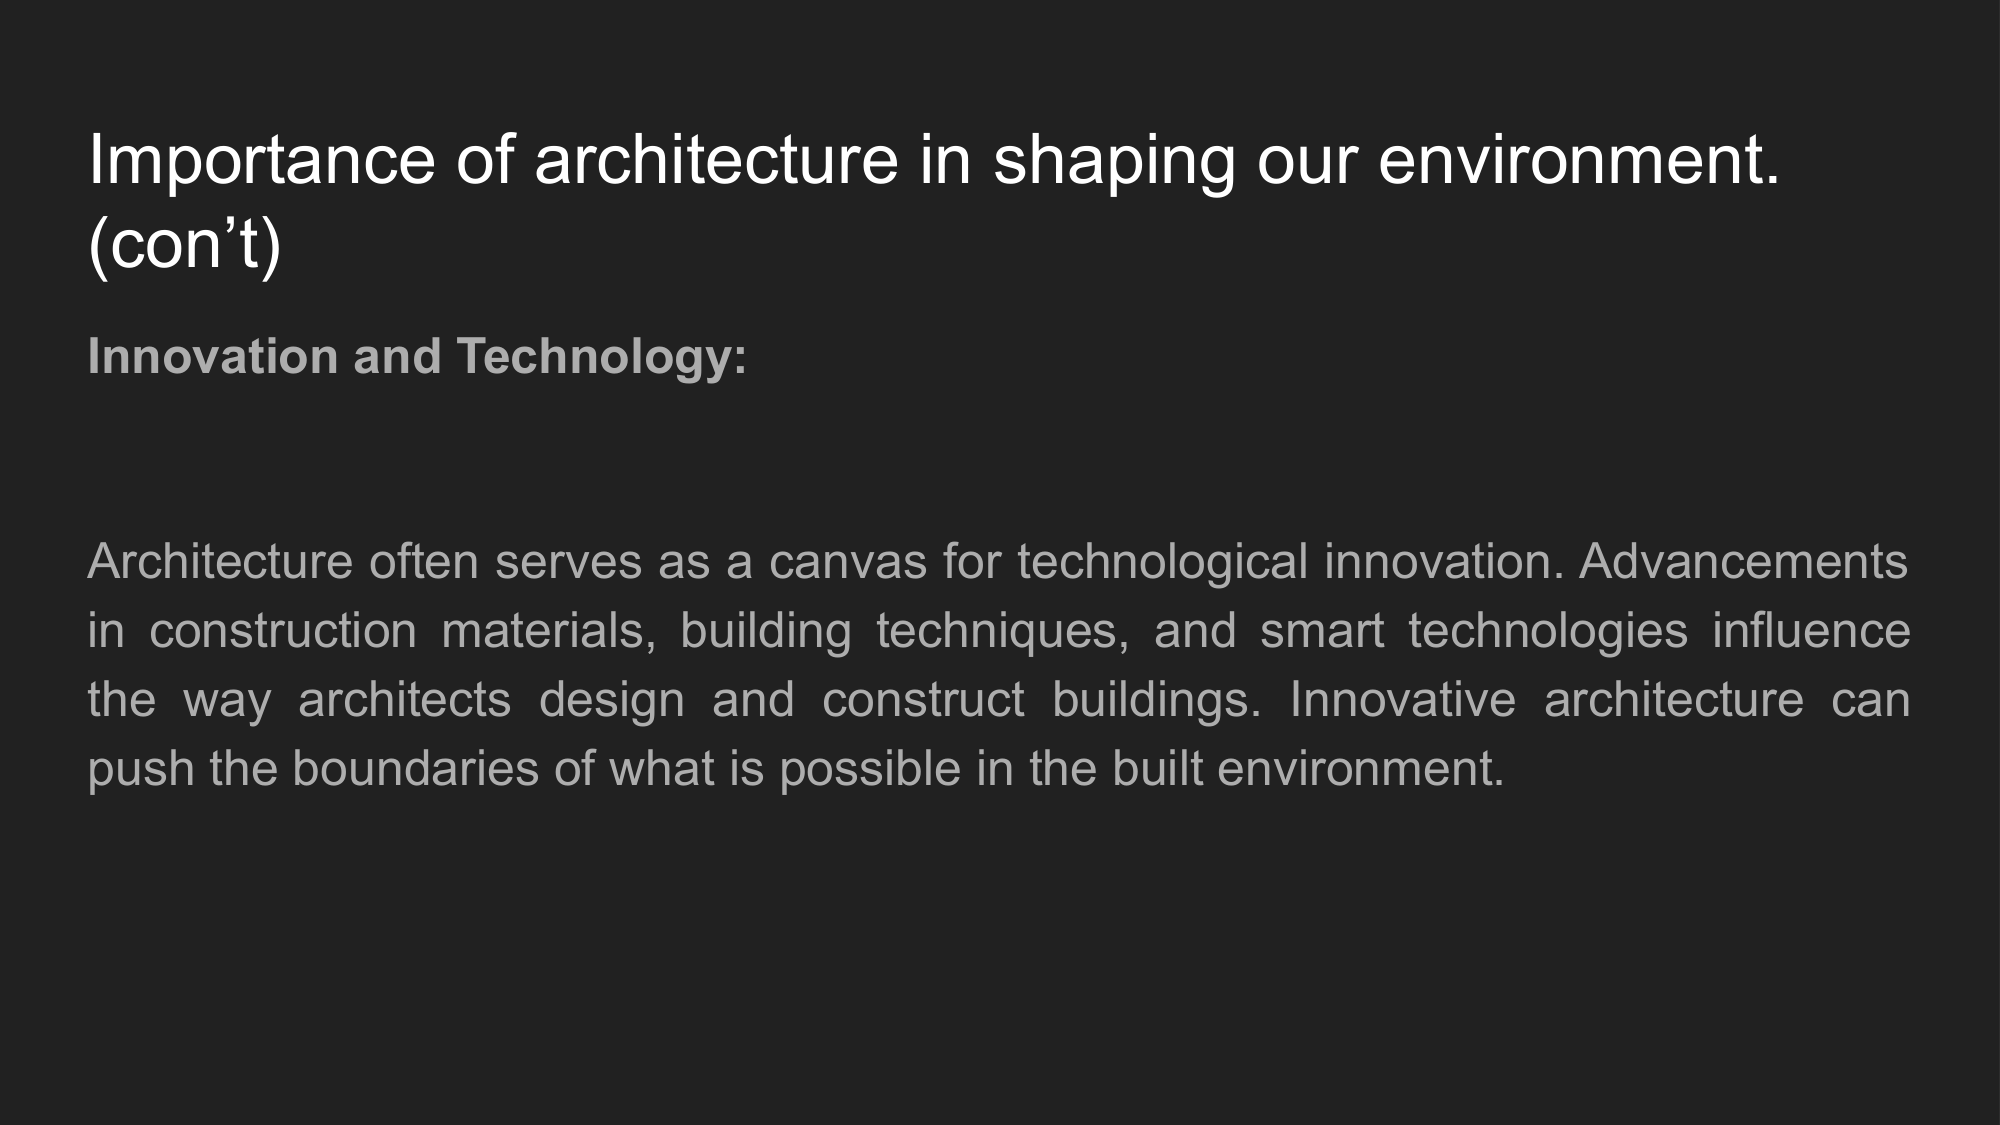 Importance of architecture in shaping our environment.
(con’t)
Innovation and Technology:
Architecture often serves as a canvas for technological innovation. Advancements
in construction materials, building techniques, and smart technologies influence
the way architects design and construct buildings. Innovative architecture can
push the boundaries of what is possible in the built environment.